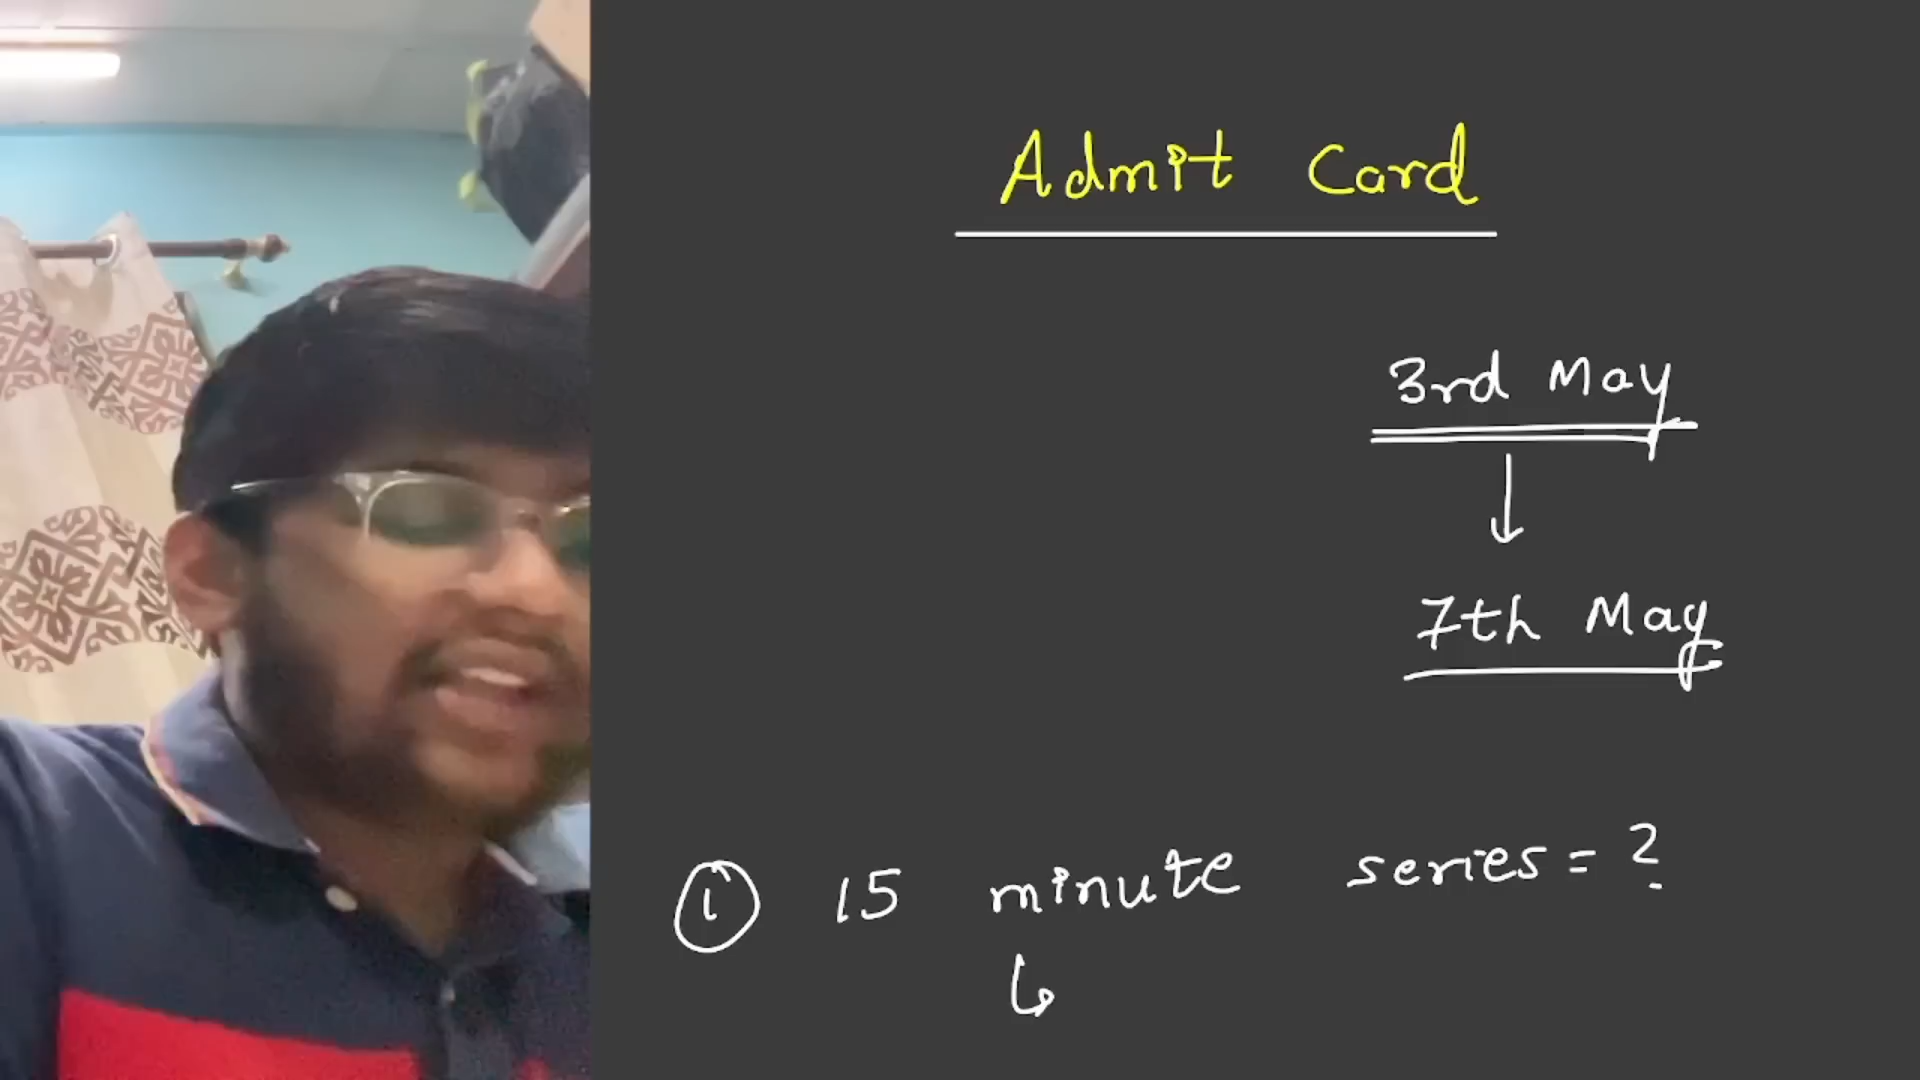 Admit Card
3rd May
↓
7th May
① 15 minute series = ?
↳